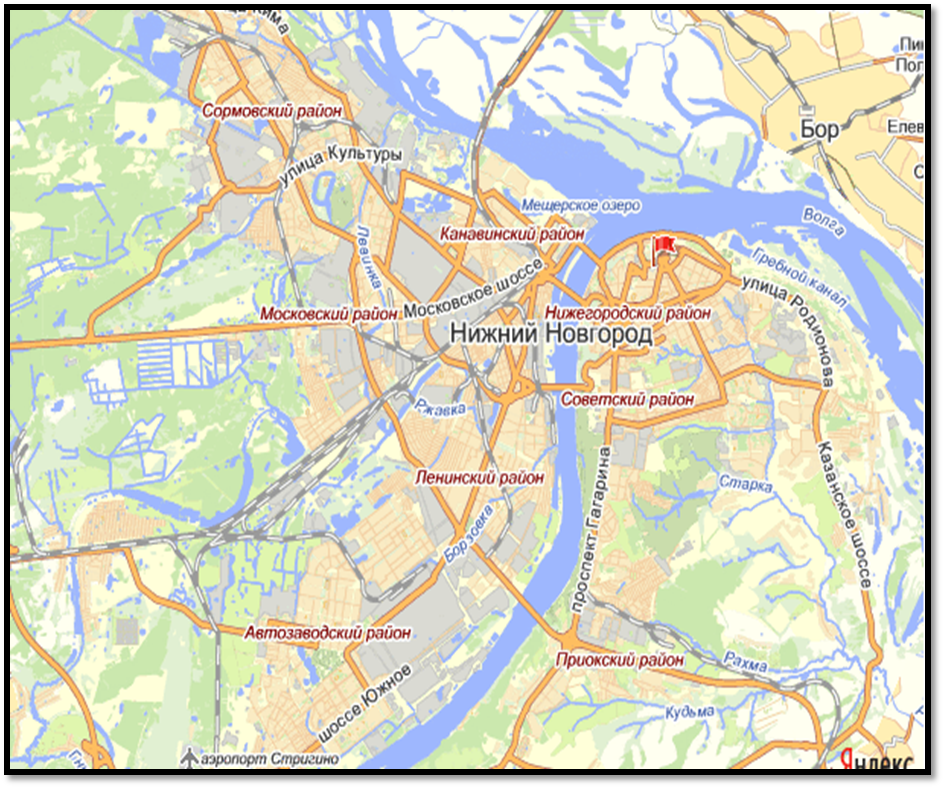 Сормовский район
улица Культуры
Бор
Мещерское озеро
Волга
Канавинский район
Левинка
Гребной канал
Московское шоссе
улица Родионова
Московский район
Нижегородский район
Нижний Новгород
Советский район
Ржавка
Ленинский район
Казанское шоссе
Старка
проспект Гагарина
Борзовка
Автозаводский район
Приокский район
Рахма
шоссе Южное
Кудьма
аэропорт Стригино
Яндекс